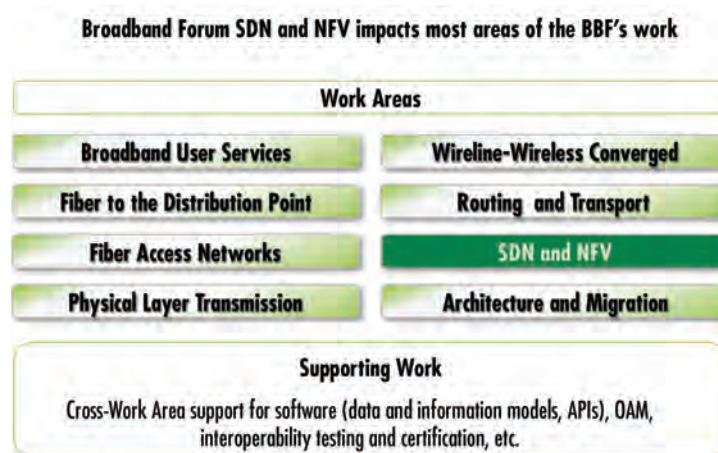 Broadband Forum SDN and NFV impacts most areas of the BBF's work
Work Areas
Broadband User Services
Wireline-Wireless Converged
Fiber to the Distribution Point
Routing and Transport
Fiber Access Networks
SDN and NFV
Physical Layer Transmission
Architecture and Migration
Supporting Work
Cross-Work Area support for software (data and information models, APIs), OAM,
interoperability testing and certification, etc.